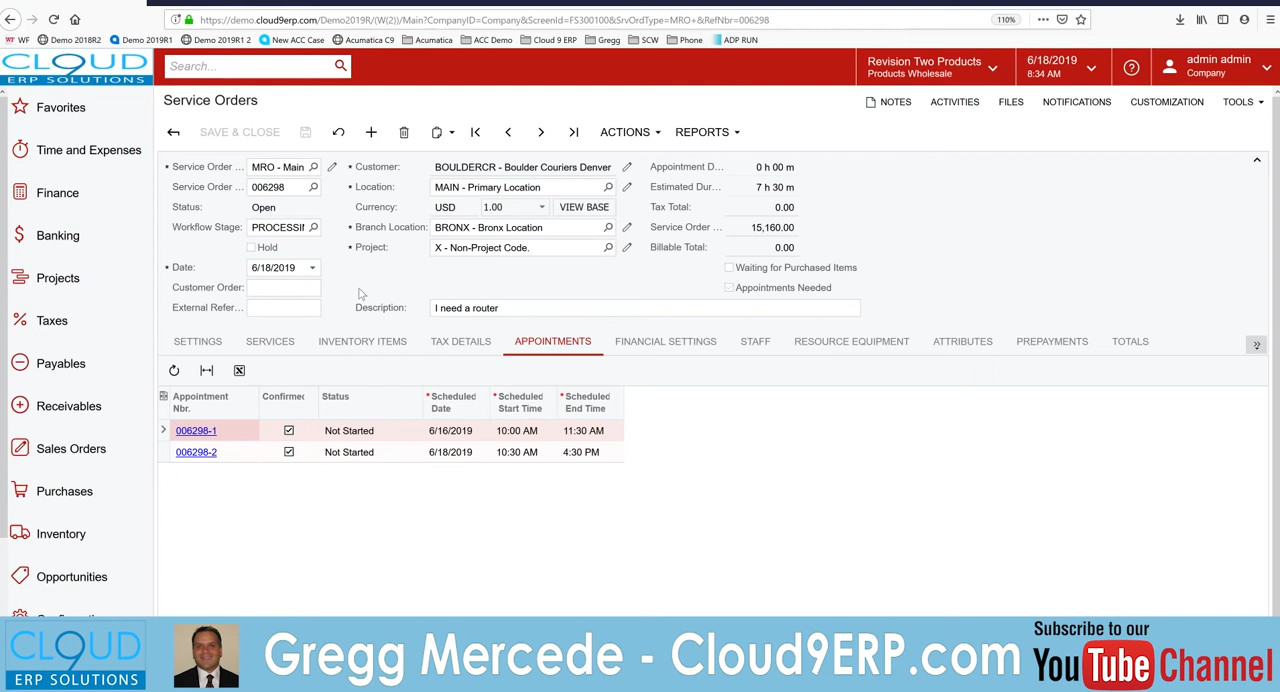 https://demo.cloud9erp.com/Demo2019R/(W(2))/Main?CompanyID=Company&ScreenId=FS300100&SrvOrdType=MRO+&RefNbr=006298
110%
WF Demo 2018R2 Demo 2019R1 Demo 2019R1 2 New ACC Case Acumatica C9 Acumatica ACC Demo Cloud 9 ERP Gregg SCW Phone ADP RUN
CLOUD 9
ERP SOLUTIONS
Search...
Revision Two Products
Products Wholesale
6/18/2019
8:34 AM
admin admin
Company
Favorites
Time and Expenses
Finance
Banking
Projects
Taxes
Payables
Receivables
Sales Orders
Purchases
Inventory
Opportunities
Service Orders
NOTES ACTIVITIES FILES NOTIFICATIONS CUSTOMIZATION TOOLS
SAVE & CLOSE ACTIONS REPORTS
Service Order ... MRO - Main Customer: BOULDERCR - Boulder Couriers Denver Appointment D... 0 h 00 m
Service Order ... 006298 Location: MAIN - Primary Location Estimated Dur... 7 h 30 m
Status: Open Currency: USD 1.00 VIEW BASE Tax Total: 0.00
Workflow Stage: PROCESSIN Branch Location: BRONX - Bronx Location Service Order ... 15,160.00
Hold Project: X - Non-Project Code. Billable Total: 0.00
Date: 6/18/2019 Waiting for Purchased Items
Customer Order: Appointments Needed
External Refer... Description: I need a router
SETTINGS SERVICES INVENTORY ITEMS TAX DETAILS APPOINTMENTS FINANCIAL SETTINGS STAFF RESOURCE EQUIPMENT ATTRIBUTES PREPAYMENTS TOTALS
Appointment Nbr. Confirmed Status Scheduled Date Scheduled Start Time Scheduled End Time
006298-1 Not Started 6/16/2019 10:00 AM 11:30 AM
006298-2 Not Started 6/18/2019 10:30 AM 4:30 PM
CLOUD 9
ERP SOLUTIONS
Gregg Mercede - Cloud9ERP.com
Subscribe to our
YouTube Channel